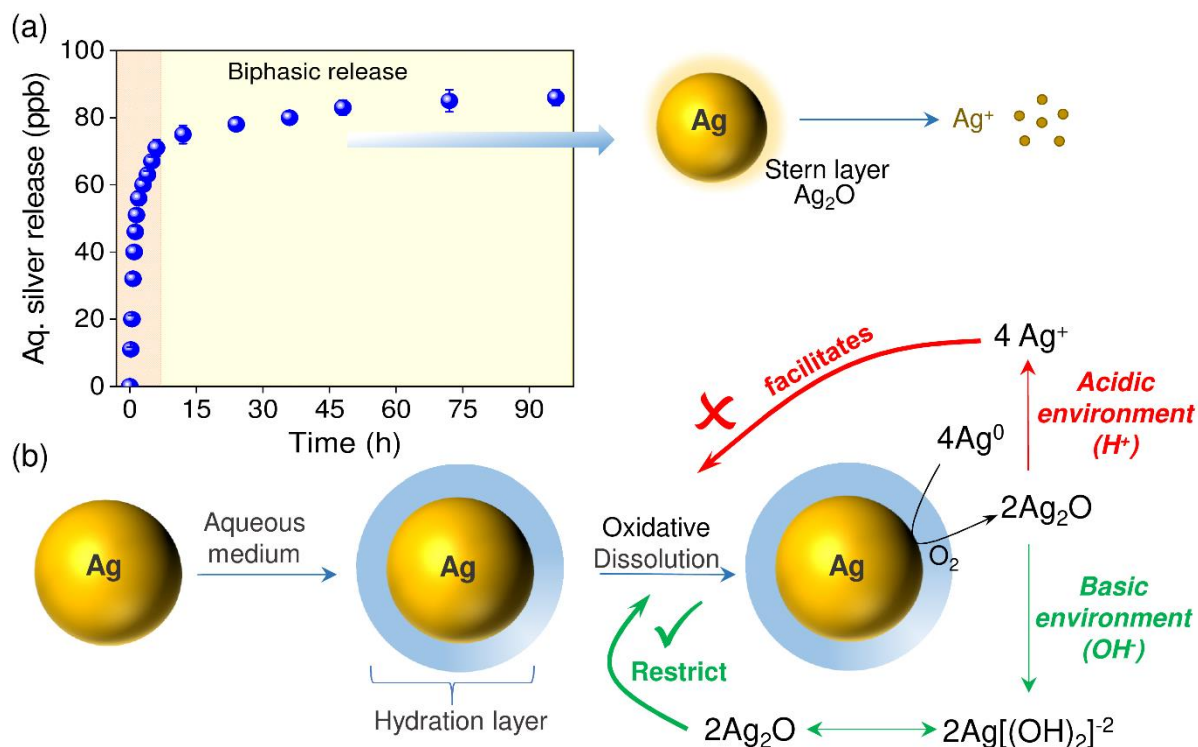 (a)
100
80
60
40
20
0
Aq. silver release (ppb)
Biphasic release
0 15 30 45 60 75 90
Time (h)
Ag
Stern layer
Ag₂O
Ag⁺
(b)
Ag
Aqueous
medium
Ag
Hydration layer
Oxidative
Dissolution
Restrict
facilitates
Ag
O₂
4Ag⁰
4 Ag⁺
Acidic
environment
(H⁺)
2Ag₂O
Basic
environment
(OH⁻)
2Ag₂O
2Ag[(OH)₂]⁻²